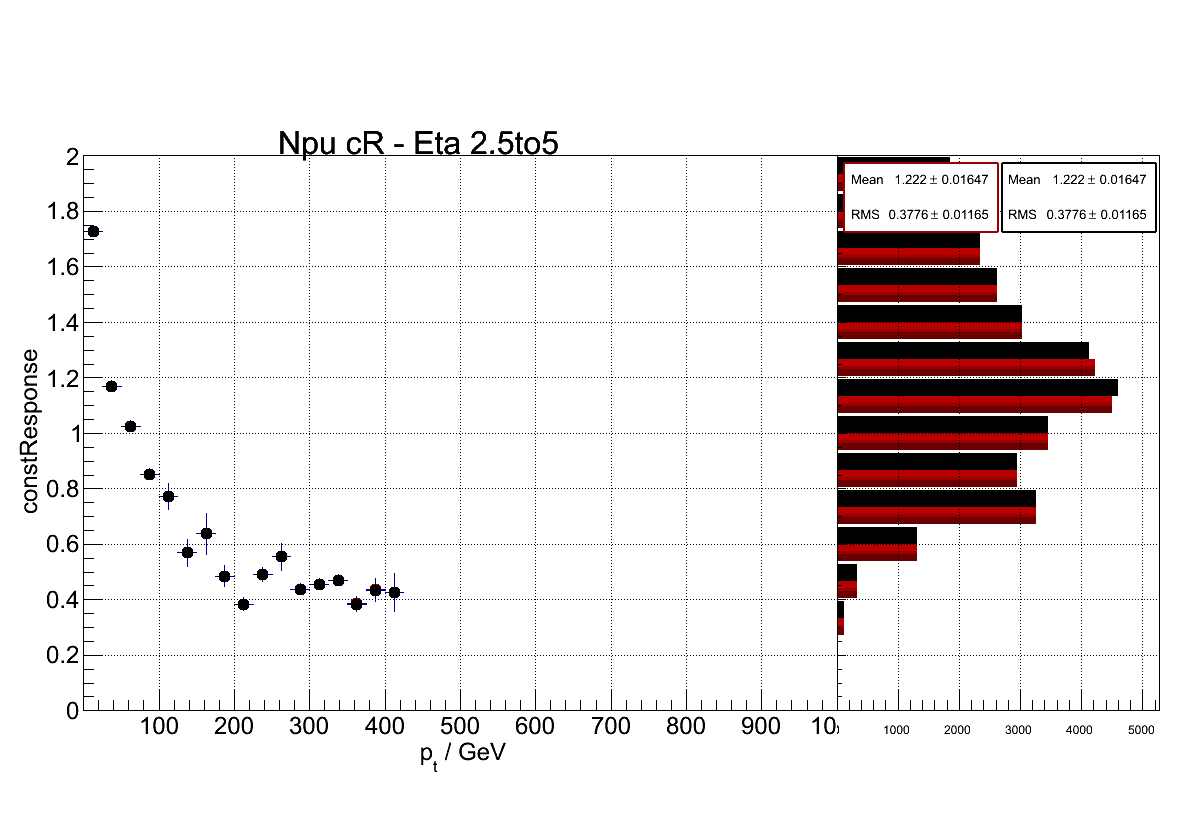 Npu cR - Eta 2.5to5
constResponse
2
1.8
1.6
1.4
1.2
1
0.8
0.6
0.4
0.2
0
100 200 300 400 500 600 700 800 900 10
p_t / GeV
Mean 1.222 ± 0.01647
RMS 0.3776 ± 0.01165
Mean 1.222 ± 0.01647
RMS 0.3776 ± 0.01165
1000 2000 3000 4000 5000